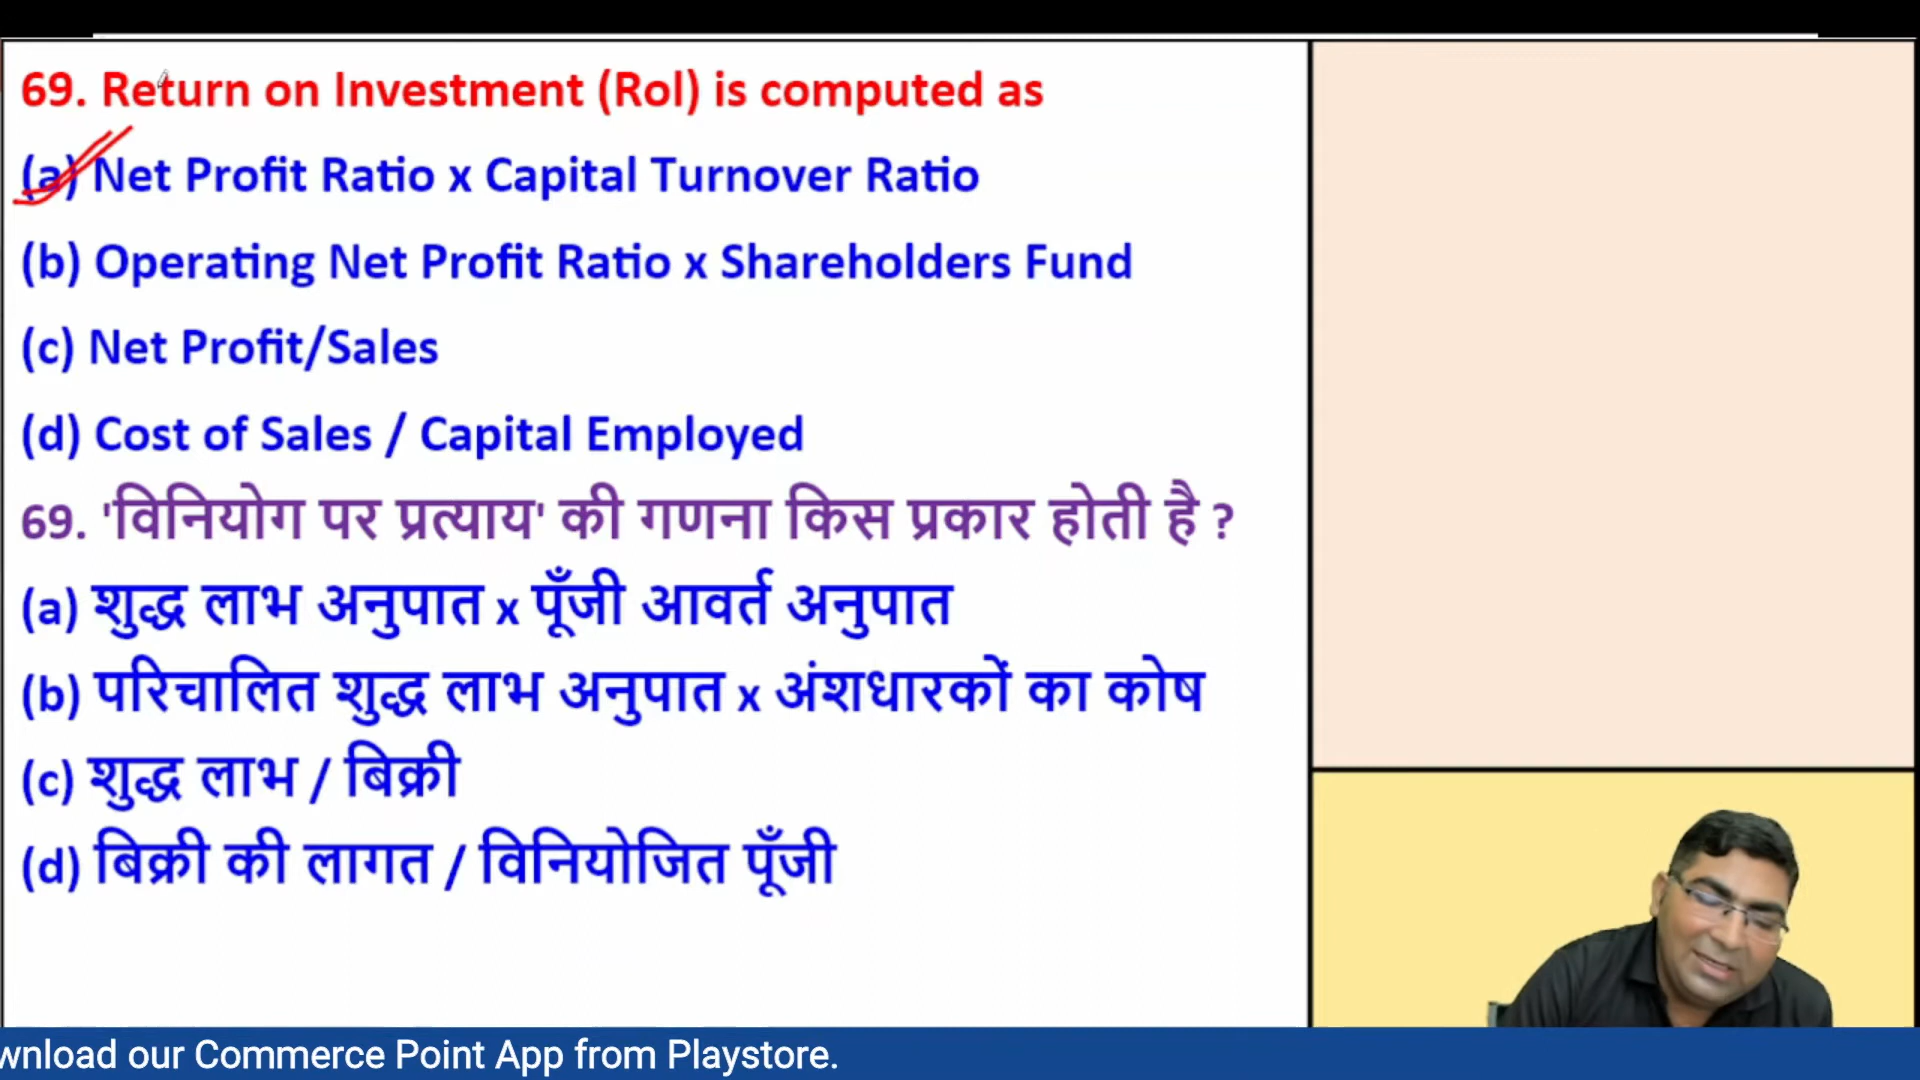 69. Return on Investment (RoI) is computed as
(a) Net Profit Ratio x Capital Turnover Ratio
(b) Operating Net Profit Ratio x Shareholders Fund
(c) Net Profit/Sales
(d) Cost of Sales / Capital Employed
69. 'विनियोग पर प्रत्याय' की गणना किस प्रकार होती है ?
(a) शुद्ध लाभ अनुपात x पूँजी आवर्त अनुपात
(b) परिचालित शुद्ध लाभ अनुपात x अंशधारकों का कोष
(c) शुद्ध लाभ / बिक्री
(d) बिक्री की लागत / विनियोजित पूँजी
wnload our Commerce Point App from Playstore.